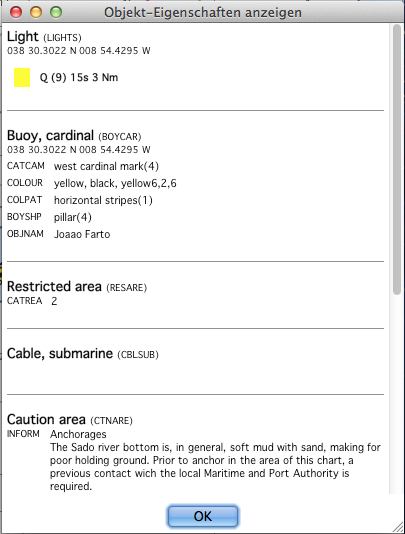 Objekt-Eigenschaften anzeigen
Light (LIGHTS)
038 30.3022 N 008 54.4295 W
Q (9) 15s 3 Nm
Buoy, cardinal (BOYCAR)
038 30.3022 N 008 54.4295 W
CATCAM west cardinal mark(4)
COLOUR yellow, black, yellow6,2,6
COLPAT horizontal stripes(1)
BOYSHP pillar(4)
OBJNAM Joaao Farto
Restricted area (RESARE)
CATREA 2
Cable, submarine (CBLSUB)
Caution area (CTNARE)
INFORM Anchorages
The Sado river bottom is, in general, soft mud with sand, making for
poor holding ground. Prior to anchor in the area of this chart, a
previous contact wich the local Maritime and Port Authority is
required.
OK